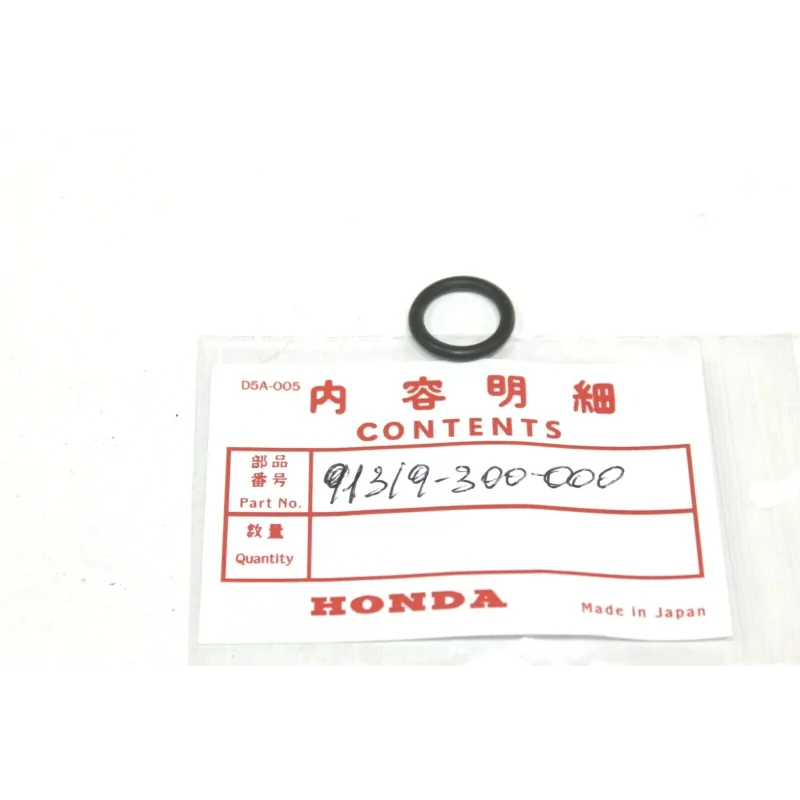 D5A-005 内容明細
CONTENTS
部品
番号
Part No. 91319-300-000
数量
Quantity
HONDA Made in Japan